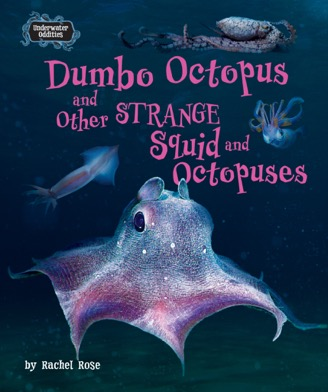 Underwater
Oddities
Dumbo Octopus
and
Other STRANGE
Squid and
Octopuses
by Rachel Rose